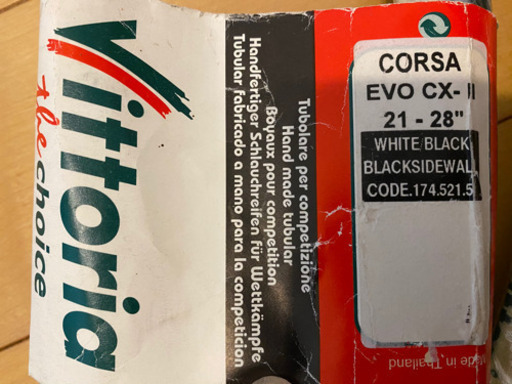 Vittoria
the choice
Tubolare per competizione
Hand made tubular
Boyaux pour competition
Handfertiger Schlauchreifen für Wettkämpfe
Tubular fabricado a mano para la competicion
CORSA
EVO CX- II
21 - 28"
WHITE/BLACK
BLACKSIDEWAL
CODE.174.521.5
Made in Thailand